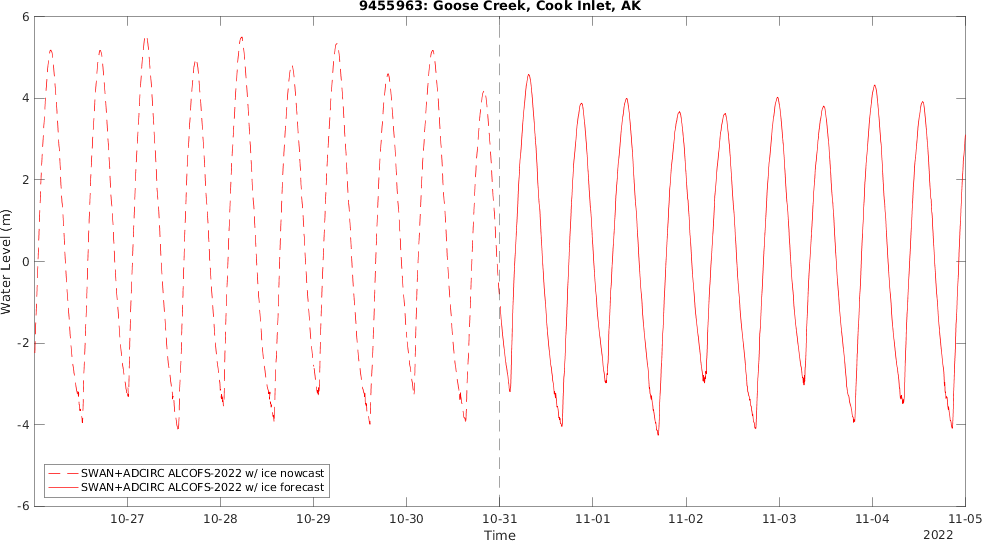 9455963: Goose Creek, Cook Inlet, AK
6
4
2
0
-2
-4
-6
Water Level (m)
SWAN+ADCIRC ALCOFS-2022 w/ ice nowcast
SWAN+ADCIRC ALCOFS-2022 w/ ice forecast
10-27 10-28 10-29 10-30 10-31 11-01 11-02 11-03 11-04 11-05
Time
2022